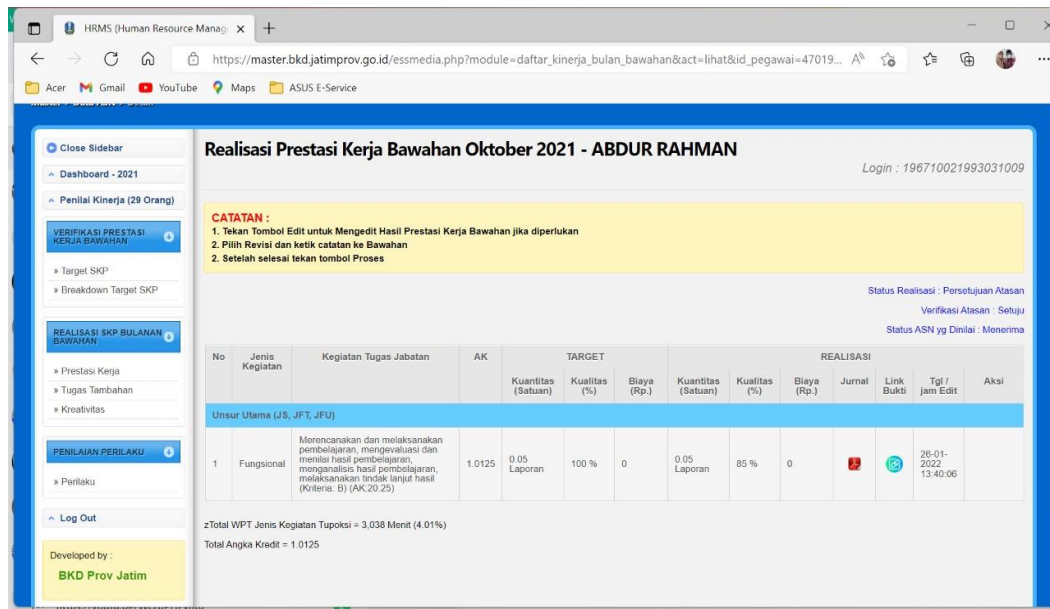 HRMS (Human Resource Manag
https://master.bkd.jatimprov.go.id/essmedia.php?module=daftar_kinerja_bulan_bawahan&act=lihat&id_pegawai=47019...
Acer Gmail YouTube Maps ASUS E-Service
Close Sidebar
Dashboard - 2021
Penilai Kinerja (29 Orang)
VERIFIKASI PRESTASI
KERJA BAWAHAN
» Target SKP
» Breakdown Target SKP
REALISASI SKP BULANAN
BAWAHAN
» Prestasi Kerja
» Tugas Tambahan
» Kreativitas
PENILAIAN PERILAKU
» Perilaku
Log Out
Developed by :
BKD Prov Jatim
Realisasi Prestasi Kerja Bawahan Oktober 2021 - ABDUR RAHMAN
Login : 196710021993031009
CATATAN :
1. Tekan Tombol Edit untuk Mengedit Hasil Prestasi Kerja Bawahan jika diperlukan
2. Pilih Revisi dan ketik catatan ke Bawahan
2. Setelah selesai tekan tombol Proses
Status Realisasi : Persetujuan Atasan
Verifikasi Atasan : Setuju
Status ASN yg Dinilai : Menerima
No Jenis Kegiatan Kegiatan Tugas Jabatan AK TARGET REALISASI
Kuantitas (Satuan) Kualitas (%) Biaya (Rp.) Kuantitas (Satuan) Kualitas (%) Biaya (Rp.) Jurnal Link Bukti Tgl / jam Edit Aksi
Unsur Utama (JS, JFT, JFU)
1 Fungsional
Merencanakan dan melaksanakan
pembelajaran, mengevaluasi dan
menilai hasil pembelajaran,
menganalisis hasil pembelajaran,
melaksanakan tindak lanjut hasil
(Kriteria: B) (AK:20.25)
1.0125 0.05 Laporan 100 % 0 0.05 Laporan 85 % 0 26-01-2022 13:40:06
zTotal WPT Jenis Kegiatan Tupoksi = 3,038 Menit (4.01%)
Total Angka Kredit = 1.0125